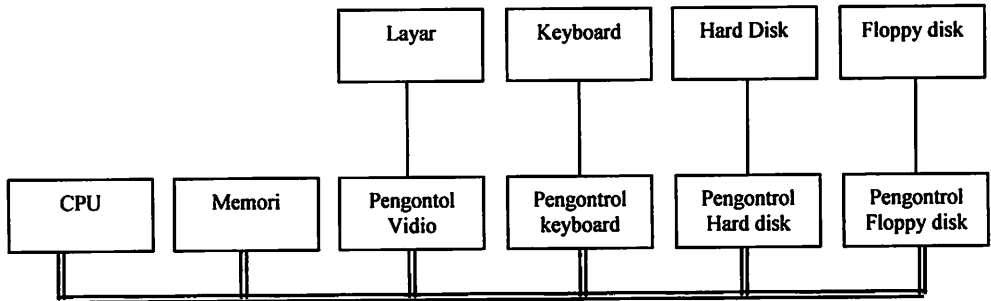 Layar
Keyboard
Hard Disk
Floppy disk
CPU
Memori
Pengontol
Vidio
Pengontrol
keyboard
Pengontrol
Hard disk
Pengontrol
Floppy disk